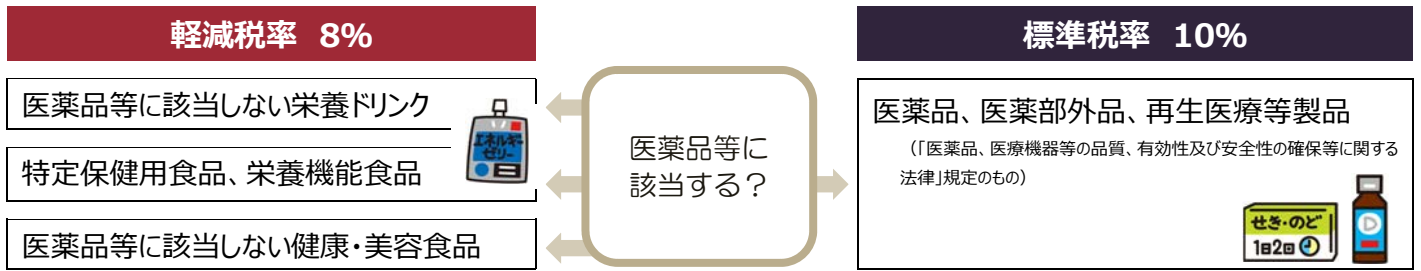 軽減税率 8%
標準税率 10%
医薬品等に該当しない栄養ドリンク
特定保健用食品、栄養機能食品
医薬品等に該当しない健康・美容食品
エネルギー
ゼリー
医薬品等に
該当する?
医薬品、医薬部外品、再生医療等製品
(「医薬品、医療機器等の品質、有効性及び安全性の確保等に関する
法律」規定のもの)
せき・のど
1日2回
D